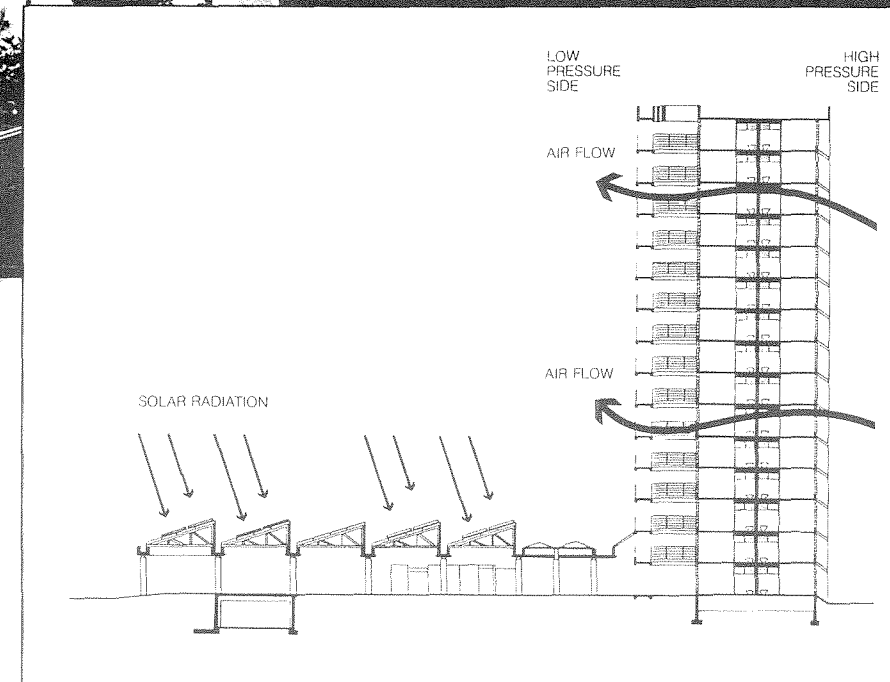 LOW
PRESSURE
SIDE
HIGH
PRESSURE
SIDE
AIR FLOW
AIR FLOW
SOLAR RADIATION